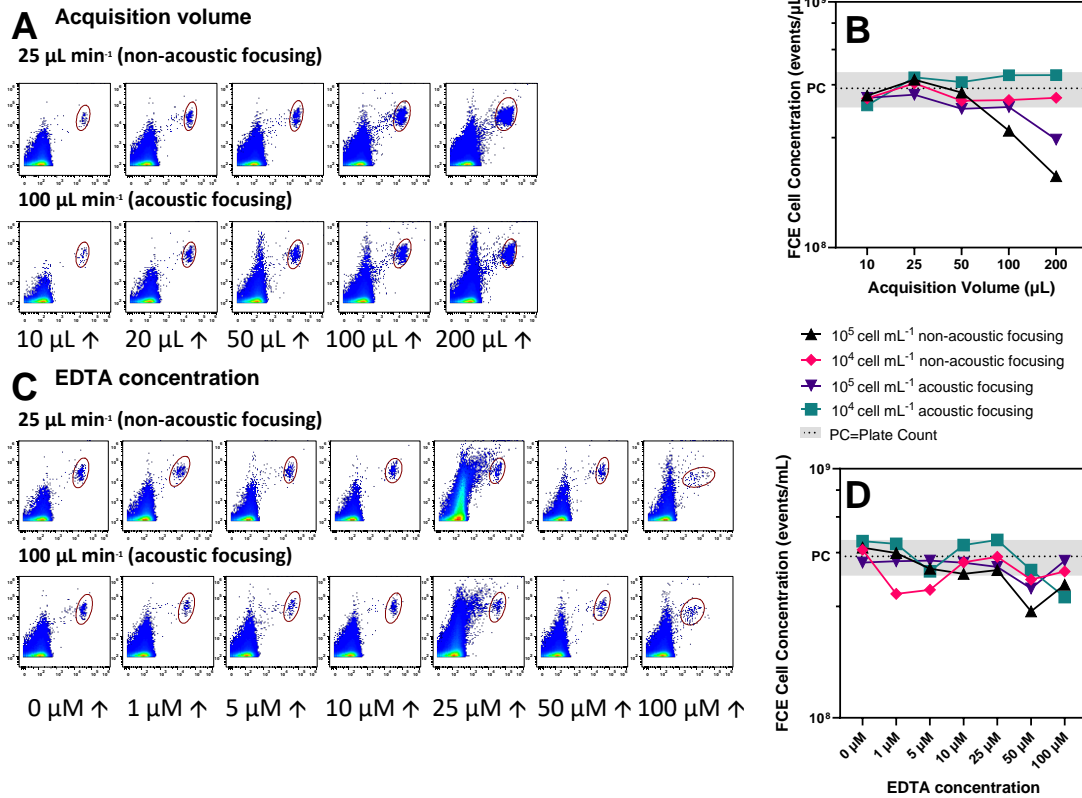 A Acquisition volume
25 µL min⁻¹ (non-acoustic focusing)
100 µL min⁻¹ (acoustic focusing)
10 µL ↑ 20 µL ↑ 50 µL ↑ 100 µL ↑ 200 µL ↑
B
FCE Cell Concentration (events/µL)
10⁹
PC
10⁸
10 25 50 100 200
Acquisition Volume (µL)
10⁵ cell mL⁻¹ non-acoustic focusing
10⁴ cell mL⁻¹ non-acoustic focusing
10⁵ cell mL⁻¹ acoustic focusing
10⁴ cell mL⁻¹ acoustic focusing
PC=Plate Count
C EDTA concentration
25 µL min⁻¹ (non-acoustic focusing)
100 µL min⁻¹ (acoustic focusing)
0 µM ↑ 1 µM ↑ 5 µM ↑ 10 µM ↑ 25 µM ↑ 50 µM ↑ 100 µM ↑
D
FCE Cell Concentration (events/mL)
10⁹
PC
10⁸
0 µM 1 µM 5 µM 10 µM 25 µM 50 µM 100 µM
EDTA concentration